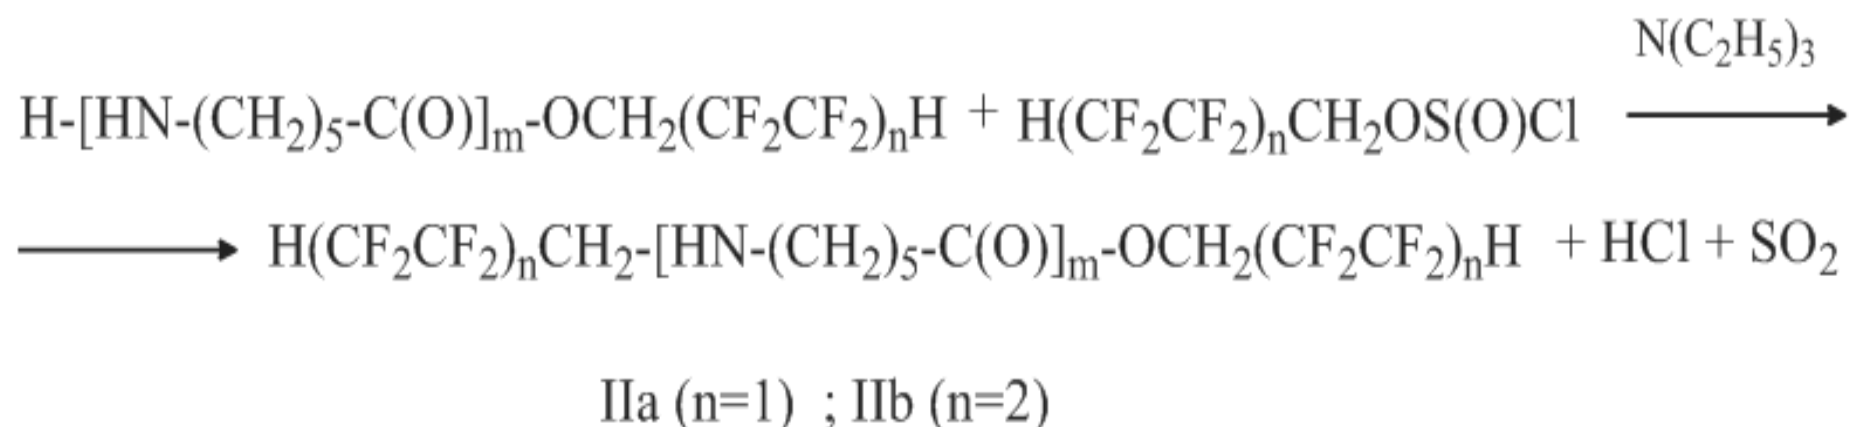 N(C₂H₅)₃
H-[HN-(CH₂)₅-C(O)]ₘ-OCH₂(CF₂CF₂)ₙH + H(CF₂CF₂)ₙCH₂OS(O)Cl
H(CF₂CF₂)ₙCH₂-[HN-(CH₂)₅-C(O)]ₘ-OCH₂(CF₂CF₂)ₙH + HCl + SO₂
IIa (n=1) ; IIb (n=2)